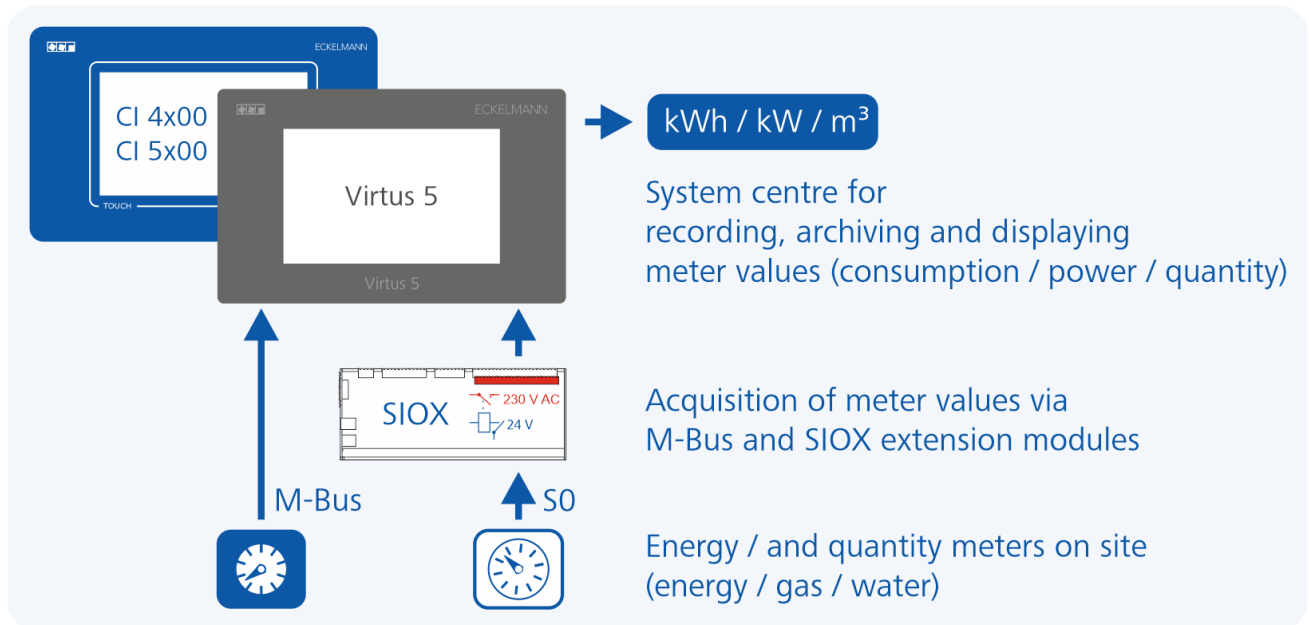 ECKELMANN
CI 4x00
CI 5x00
TOUCH
ECKELMANN
Virtus 5
Virtus 5
kWh / kW / m³
System centre for
recording, archiving and displaying
meter values (consumption / power / quantity)
SIOX
230 V AC
24 V
Acquisition of meter values via
M-Bus and SIOX extension modules
M-Bus
S0
Energy / and quantity meters on site
(energy / gas / water)